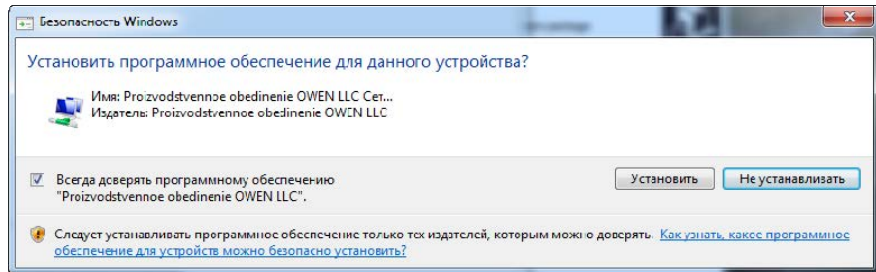 Безопасность Windows
Установить программное обеспечение для данного устройства?
Имя: Proizvodstvennoe obedinenie OWEN LLC Сет...
Издатель: Proizvodstvennoe obedinenie OWEN LLC
Всегда доверять программному обеспечению
"Proizvodstvennoe obedinenie OWEN LLC".
Установить
Не устанавливать
Следует устанавливать программное обеспечение только тех издателей, которым можно доверять. Как узнать, какое программное
обеспечение для устройств можно безопасно установить?